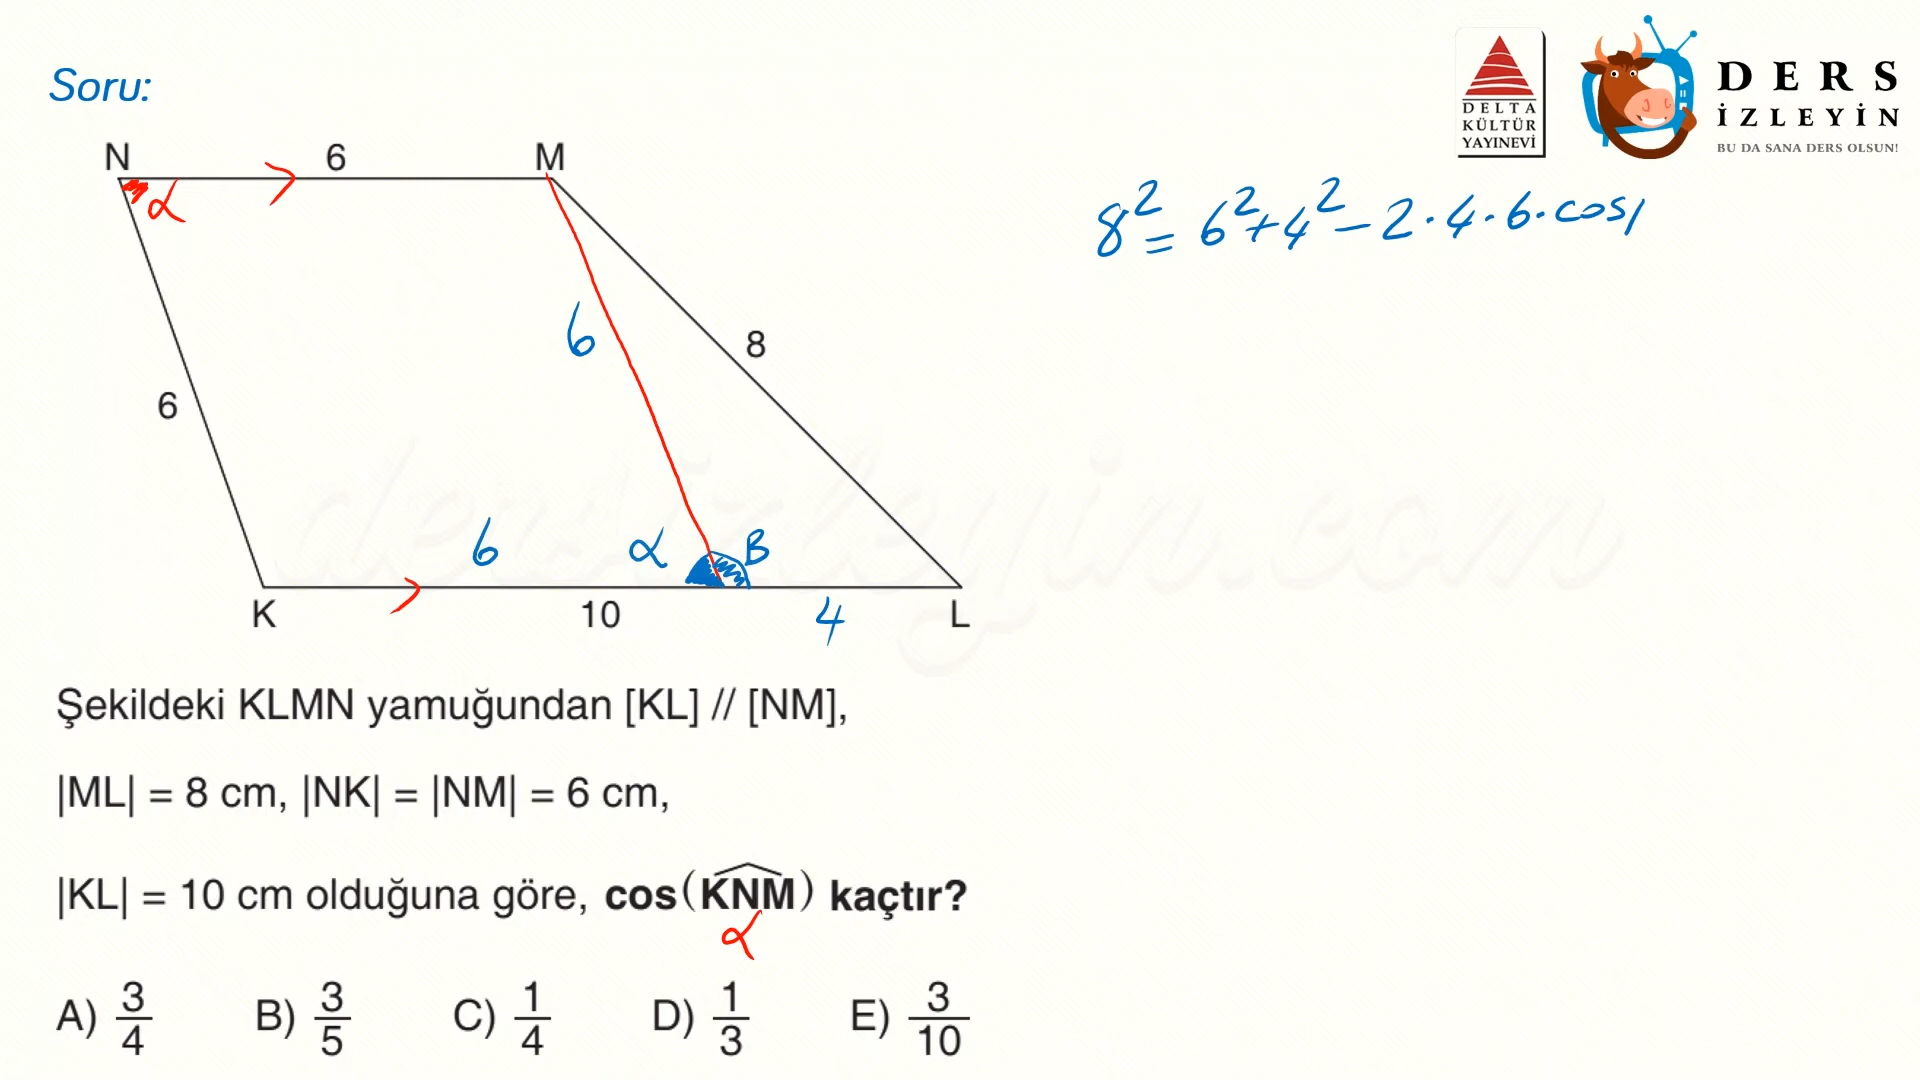 Soru:
DELTA
KÜLTÜR
YAYINEVİ
DERS
İZLEYİN
BU DA SANA DERS OLSUN!
N 6 M
α
8² = 6² + 4² - 2 · 4 · 6 · cos
6
8
6
6 α B
K 10 4 L
dersizleyin.com
Şekildeki KLMN yamuğundan [KL] // [NM],
|ML| = 8 cm, |NK| = |NM| = 6 cm,
|KL| = 10 cm olduğuna göre, cos(KNM) kaçtır?
α
A) 3/4 B) 3/5 C) 1/4 D) 1/3 E) 3/10